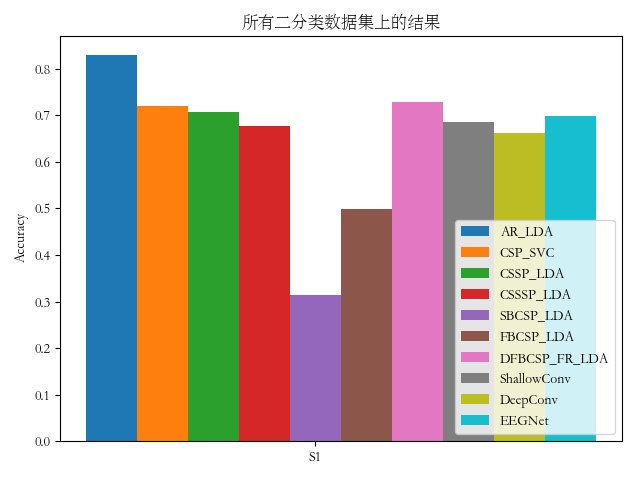 所有二分类数据集上的结果
Accuracy
0.8
0.7
0.6
0.5
0.4
0.3
0.2
0.1
0.0
S1
AR_LDA
CSP_SVC
CSSP_LDA
CSSSP_LDA
SBCSP_LDA
FBCSP_LDA
DFBCSP_FR_LDA
ShallowConv
DeepConv
EEGNet